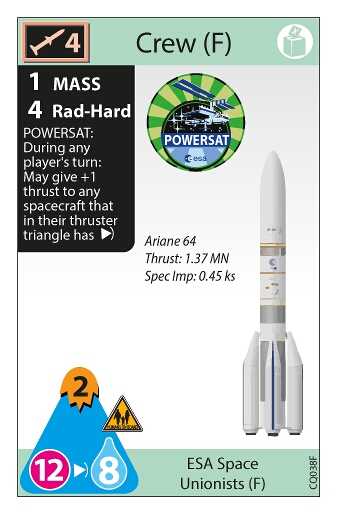 4
Crew (F)
1 MASS
4 Rad-Hard
POWERSAT:
During any
player's turn:
May give +1
thrust to any
spacecraft that
in their thruster
triangle has
POWERSAT
esa
Ariane 64
Thrust: 1.37 MN
Spec Imp: 0.45 ks
2
12 8
ESA Space
Unionists (F)
CQ038F